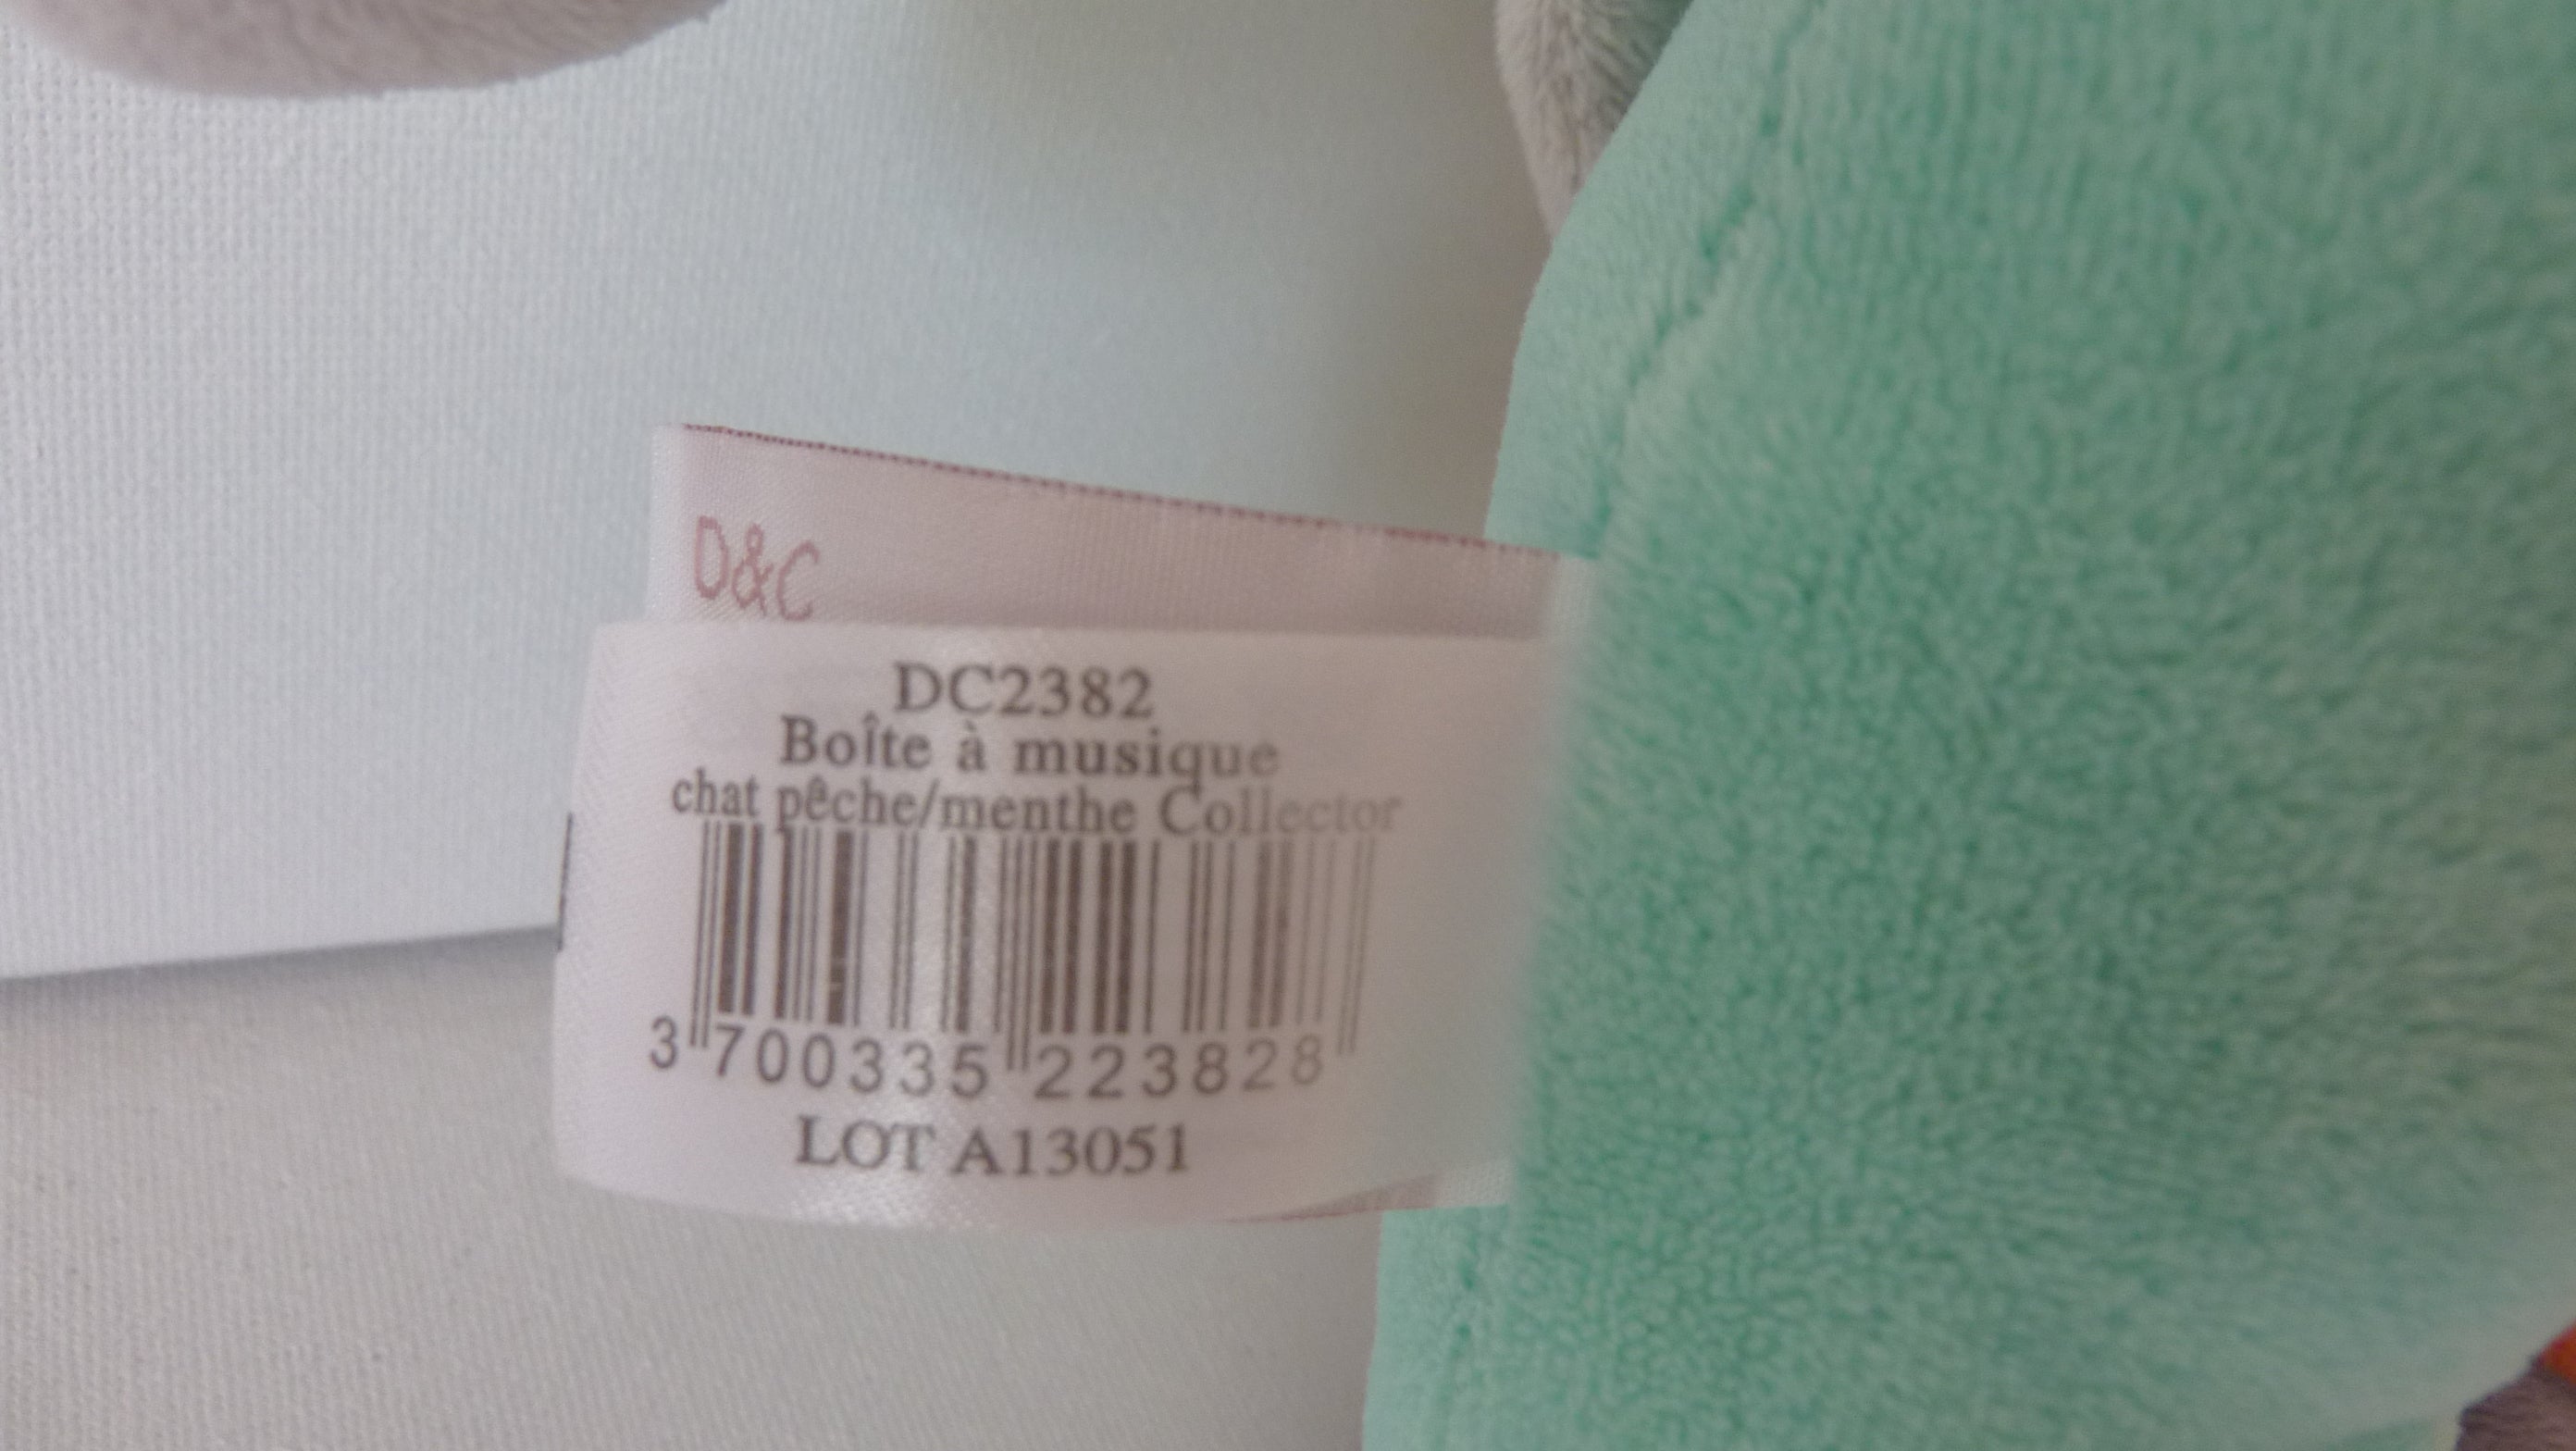 D&C
DC2382
Boîte à musique
chat pêche/menthe Collector
3 700335 223828
LOT A13051